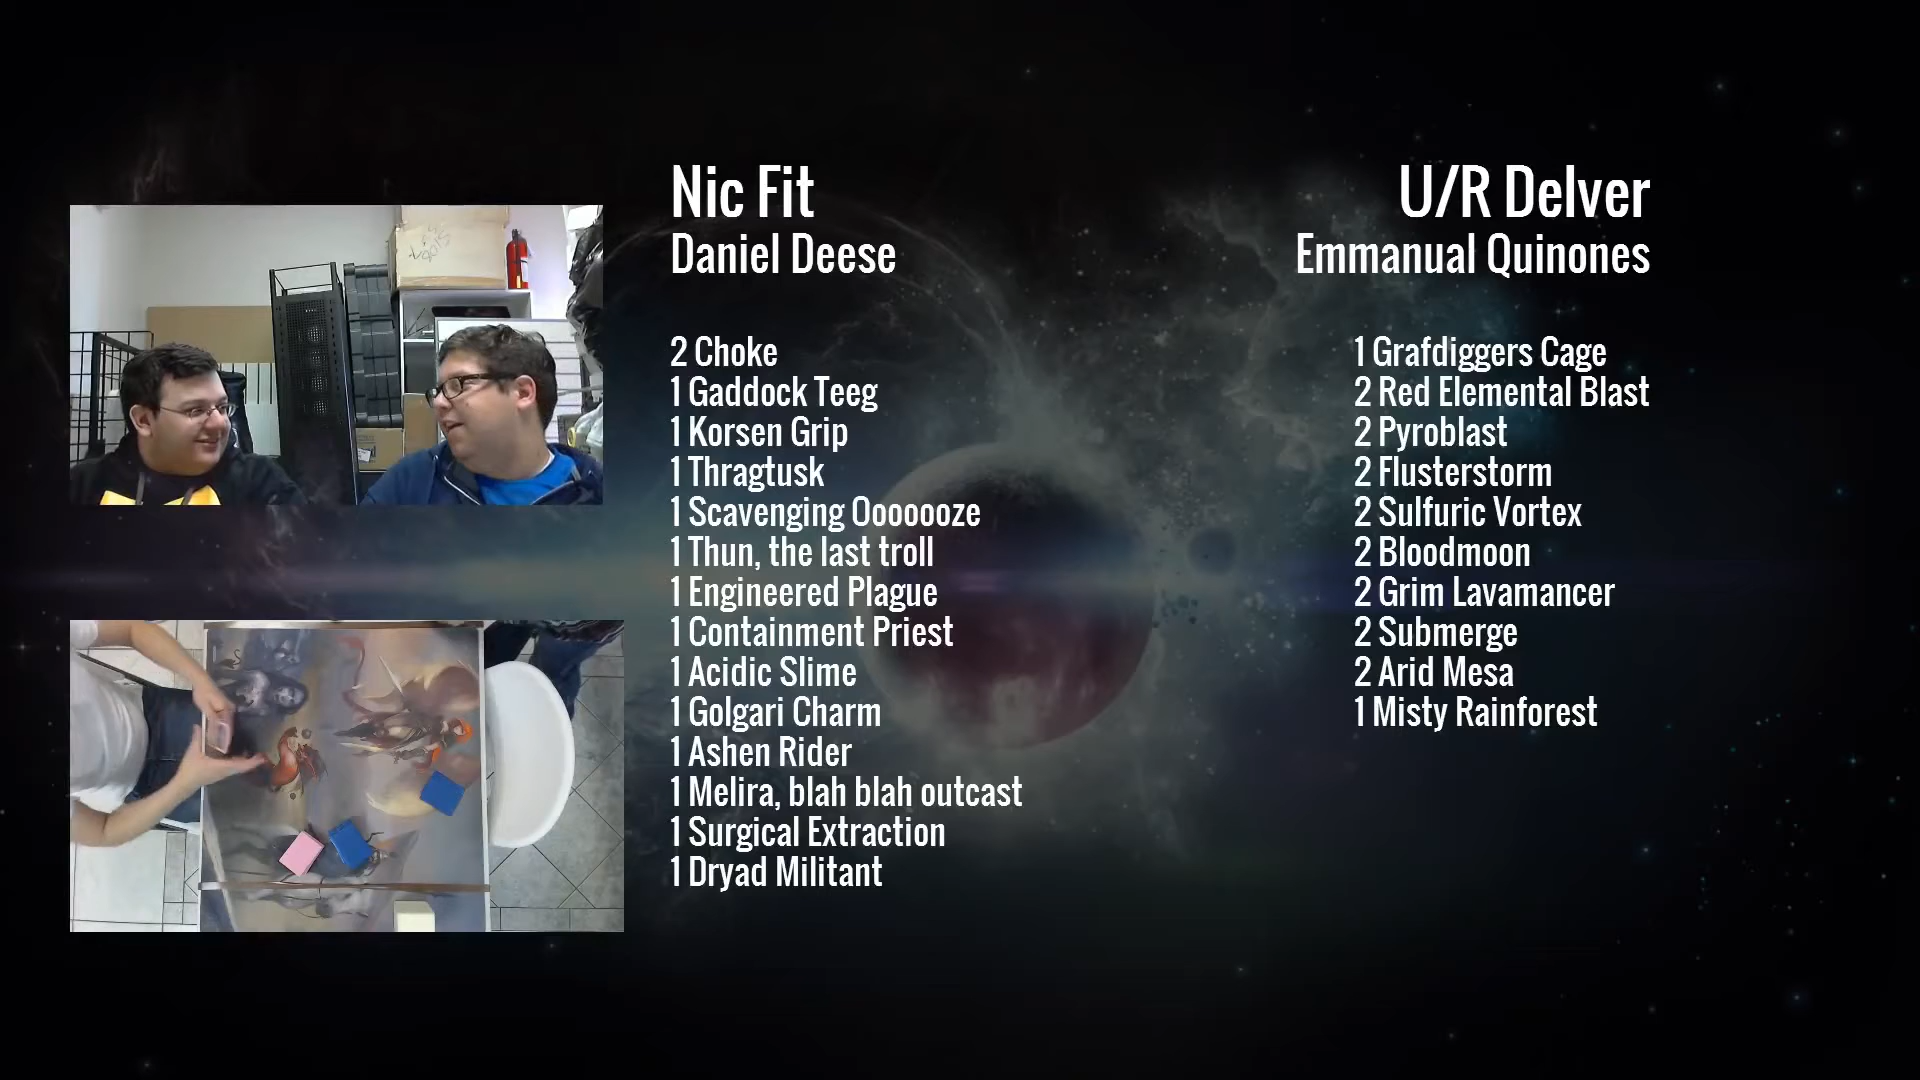 Nic Fit
Daniel Deese
2 Choke
1 Gaddock Teeg
1 Korsen Grip
1 Thragtusk
1 Scavenging Ooooooze
1 Thun, the last troll
1 Engineered Plague
1 Containment Priest
1 Acidic Slime
1 Golgari Charm
1 Ashen Rider
1 Melira, blah blah outcast
1 Surgical Extraction
1 Dryad Militant
U/R Delver
Emmanual Quinones
1 Grafdiggers Cage
2 Red Elemental Blast
2 Pyroblast
2 Flusterstorm
2 Sulfuric Vortex
2 Bloodmoon
2 Grim Lavamancer
2 Submerge
2 Arid Mesa
1 Misty Rainforest